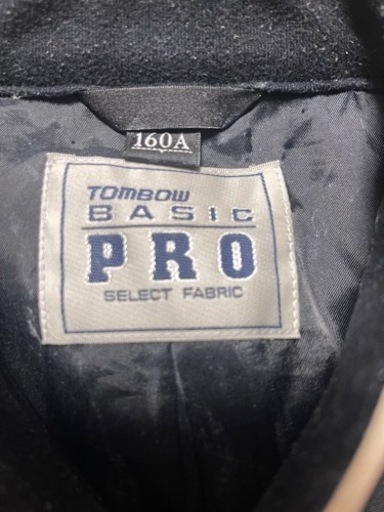 160A
TOMBOW
BASIC
PRO
SELECT FABRIC